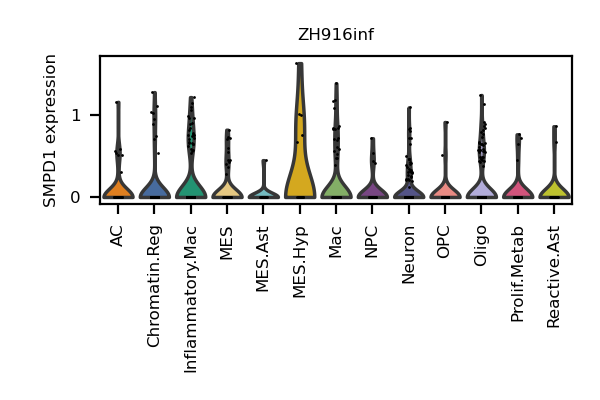 ZH916inf
SMPD1 expression
1
0
AC
Chromatin.Reg
Inflammatory.Mac
MES
MES.Ast
MES.Hyp
Mac
NPC
Neuron
OPC
Oligo
Prolif.Metab
Reactive.Ast